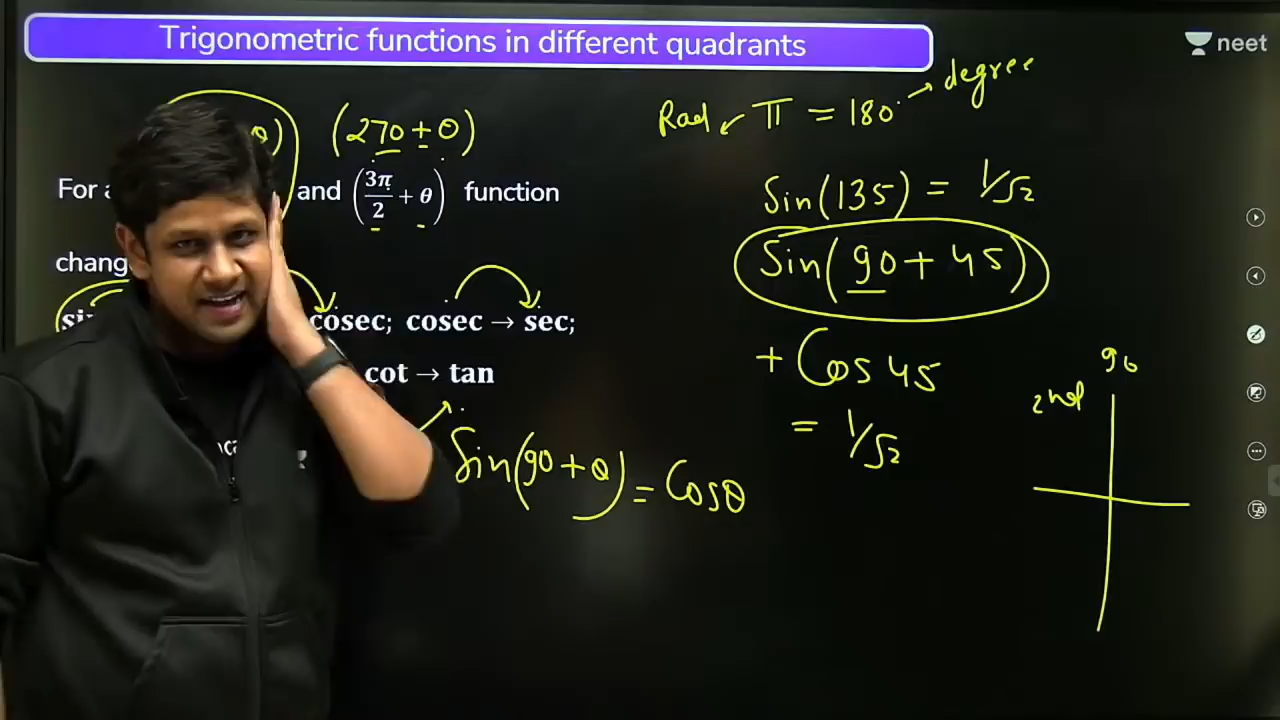 Trigonometric functions in different quadrants
neet
Rad ↙ π = 180° → degree
θ) (270 ± θ)
For and (3π/2 + θ) function
Sin(135) = 1/√2
Sin(90 + 45)
chang
cosec; cosec → sec;
cot → tan
+ Cos 45
= 1/√2
90
2nd
Sin(90 + θ) = Cosθ